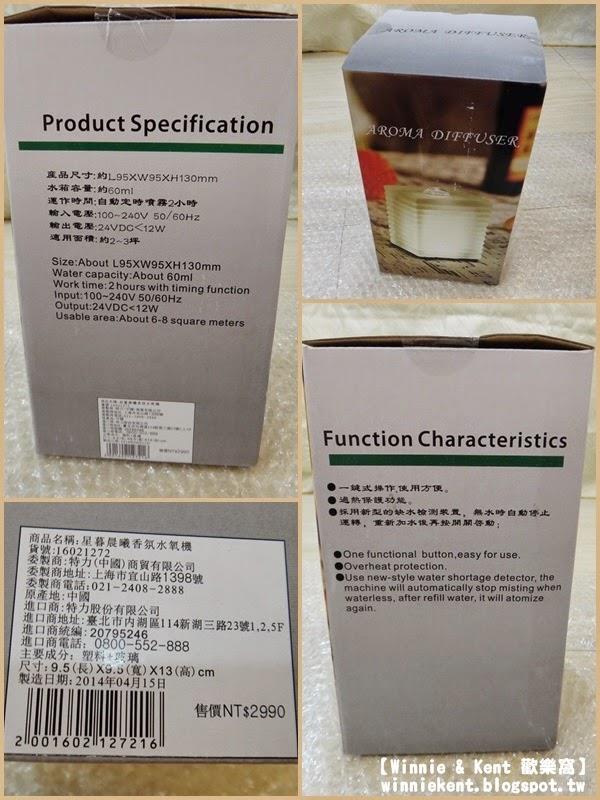 Product Specification
産品尺寸:約L95XW95XH130mm
水箱容量:約60ml
運作時間:自動定時噴霧2小時
輸入電壓:100~240V 50/60Hz
輸出電壓:24VDC<12W
適用面積:約2~3坪
Size:About L95XW95XH130mm
Water capacity:About 60ml
Work time:2hours with timing function
Input:100~240V 50/60Hz
Output:24VDC<12W
Usable area:About 6-8 square meters
售價NT$2990
AROMA DIFFUSER
AROMA DIFFUSER
商品名稱:星暮晨曦香氛水氧機
貨號:16021272
委製商:特力(中國)商貿有限公司
委製商地址:上海市宜山路1398號
委製商電話:021-2408-2888
原產地:中國
進口商:特力股份有限公司
進口商地址:臺北市內湖區114新湖三路23號1,2,5F
進口商統編:20795246
進口商電話:0800-552-888
主要成分:塑料+玻璃
尺寸:9.5(長)X9.5(寬)X13(高)cm
製造日期:2014年04月15日
售價NT$2990
2001602127216
Function Characteristics
●一鍵式操作,使用方便。
●過熱保護功能。
●採用新型的缺水檢測裝置，無水時自動停止
運轉，重新加水後再按開關啓動;
●One functional button,easy for use.
●Overheat protection.
●Use new-style water shortage detector, the
machine will automatically stop misting when
waterless, after refill water, it will atomize
again.
【Winnie & Kent 歡樂窩】
winniekent.blogspot.tw